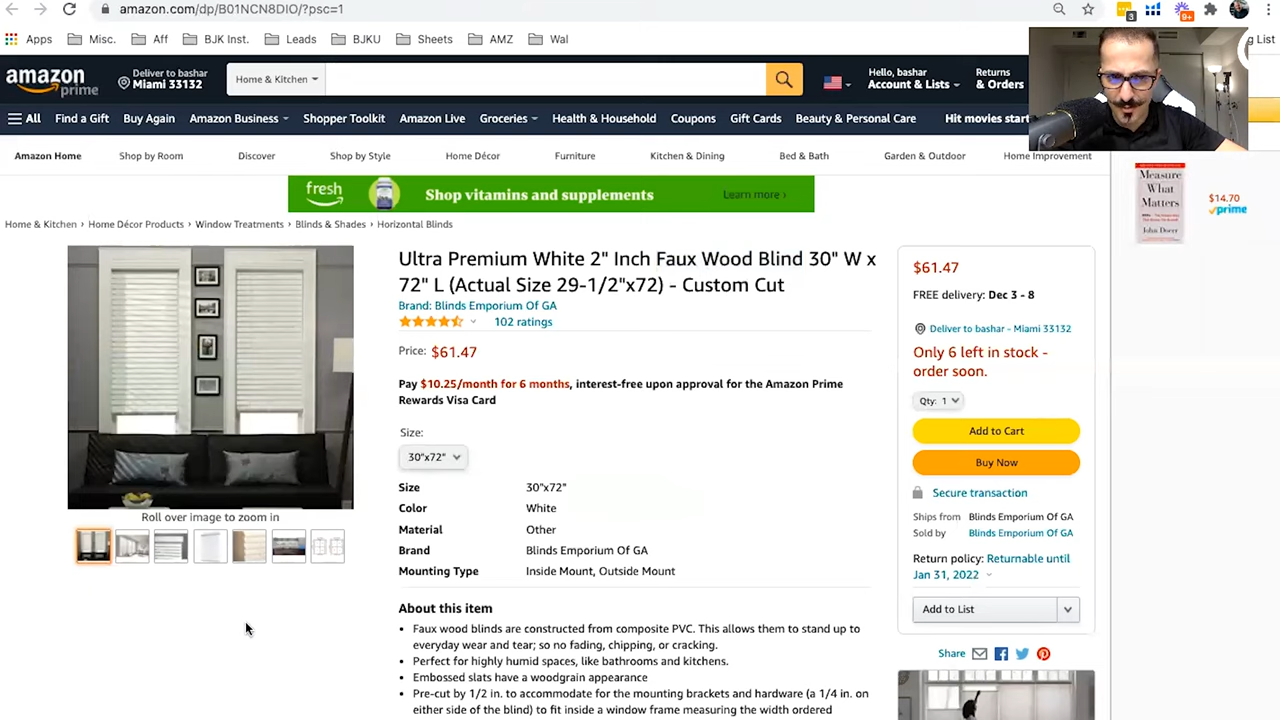 amazon.com/dp/B01NCN8DIO/?psc=1
3
9+
Apps
Misc.
Aff
BJK Inst.
Leads
BJKU
Sheets
AMZ
Wal
List
amazon
prime
Deliver to bashar
Miami 33132
Home & Kitchen
Hello, bashar
Account & Lists
Returns
& Orders
All
Find a Gift
Buy Again
Amazon Business
Shopper Toolkit
Amazon Live
Groceries
Health & Household
Coupons
Gift Cards
Beauty & Personal Care
Hit movies start
Amazon Home
Shop by Room
Discover
Shop by Style
Home Décor
Furniture
Kitchen & Dining
Bed & Bath
Garden & Outdoor
Home Improvement
fresh
Shop vitamins and supplements
Learn more ›
Measure
What
Matters
John Doerr
$14.70
prime
Home & Kitchen › Home Décor Products › Window Treatments › Blinds & Shades › Horizontal Blinds
Roll over image to zoom in
Ultra Premium White 2" Inch Faux Wood Blind 30" W x
72" L (Actual Size 29-1/2"x72) - Custom Cut
Brand: Blinds Emporium Of GA
102 ratings
Price: $61.47
Pay $10.25/month for 6 months, interest-free upon approval for the Amazon Prime
Rewards Visa Card
Size:
30"x72"
Size 30"x72"
Color White
Material Other
Brand Blinds Emporium Of GA
Mounting Type Inside Mount, Outside Mount
About this item
• Faux wood blinds are constructed from composite PVC. This allows them to stand up to
everyday wear and tear; so no fading, chipping, or cracking.
• Perfect for highly humid spaces, like bathrooms and kitchens.
• Embossed slats have a woodgrain appearance
• Pre-cut by 1/2 in. to accommodate for the mounting brackets and hardware (a 1/4 in. on
either side of the blind) to fit inside a window frame measuring the width ordered
$61.47
FREE delivery: Dec 3 - 8
Deliver to bashar - Miami 33132
Only 6 left in stock -
order soon.
Qty: 1
Add to Cart
Buy Now
Secure transaction
Ships from Blinds Emporium Of GA
Sold by Blinds Emporium Of GA
Return policy: Returnable until
Jan 31, 2022
Add to List
Share